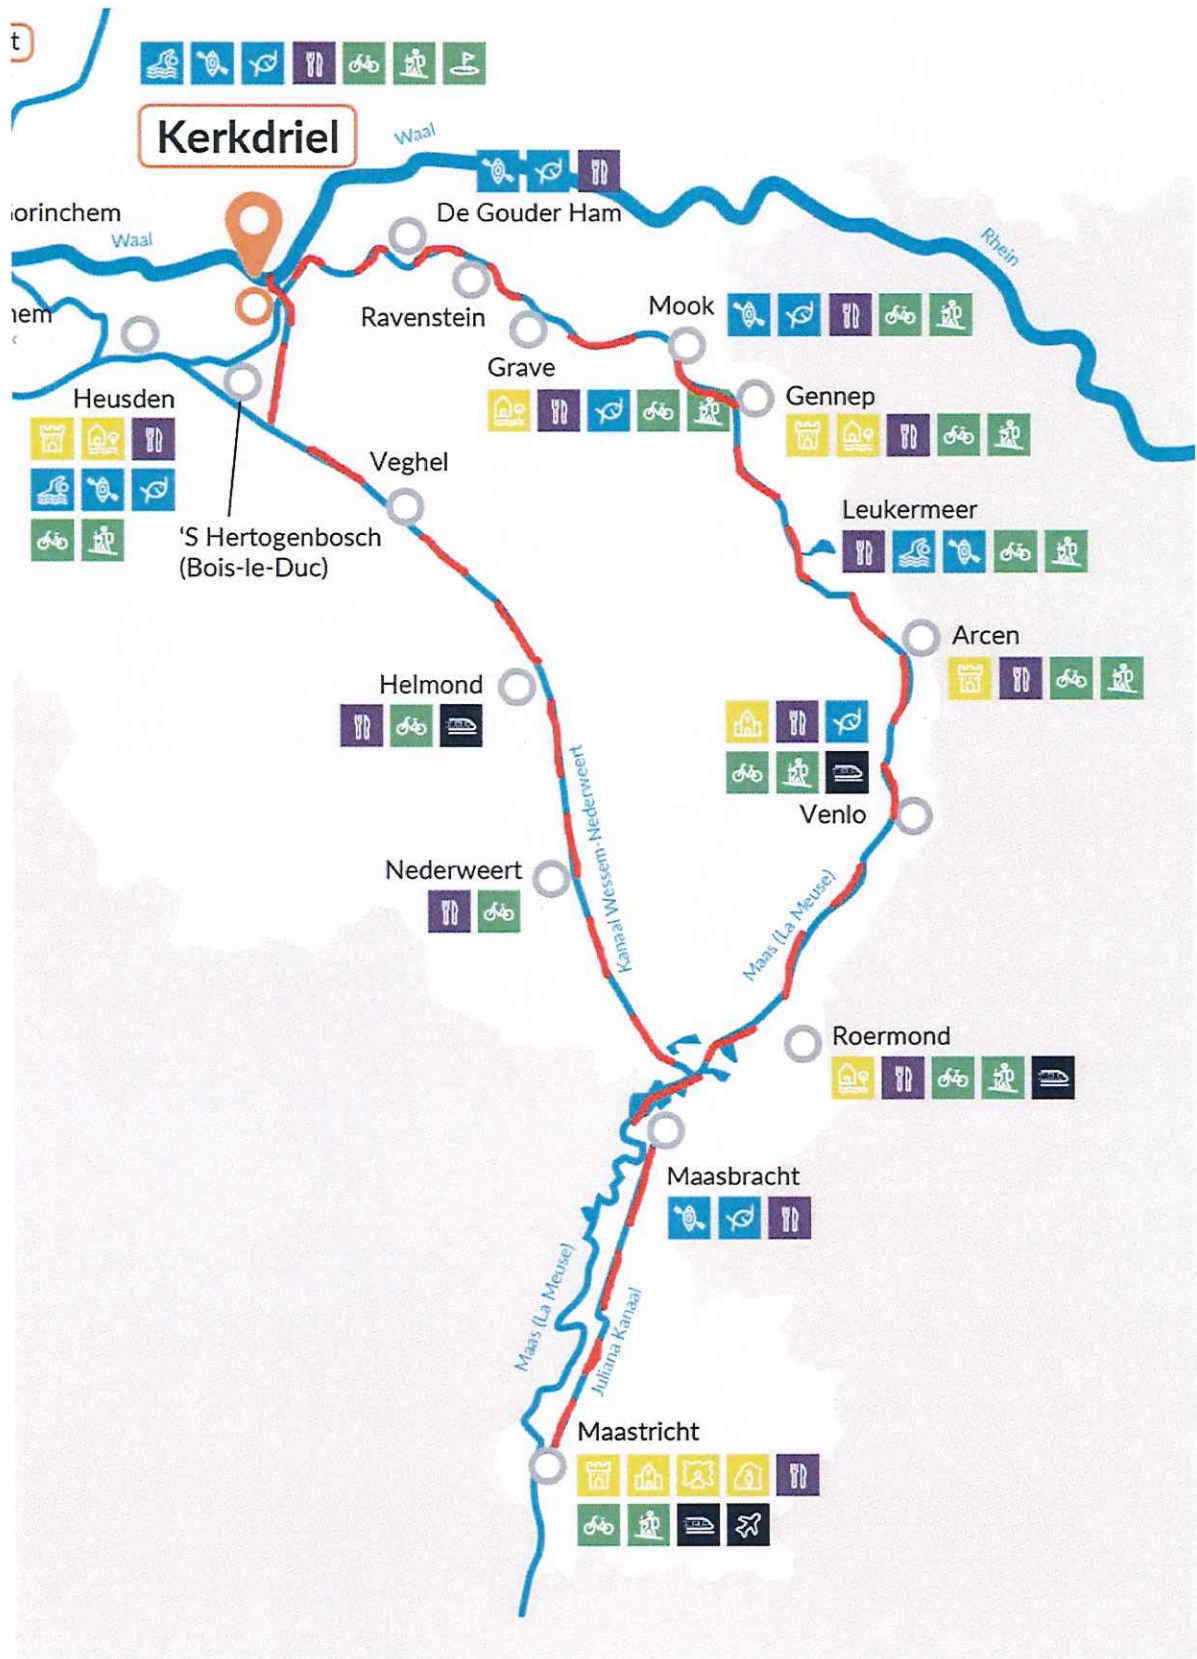 t
Kerkdriel
Waal
orinchem
Waal
De Gouder Ham
Rhein
Ravenstein
Mook
Grave
Gennep
Heusden
Veghel
Leukermeer
'S Hertogenbosch
(Bois-le-Duc)
Arcen
Helmond
Kanaal Wessem-Nederweert
Venlo
Nederweert
Maas (La Meuse)
Roermond
Maasbracht
Maas (La Meuse)
Juliana Kanaal
Maastricht